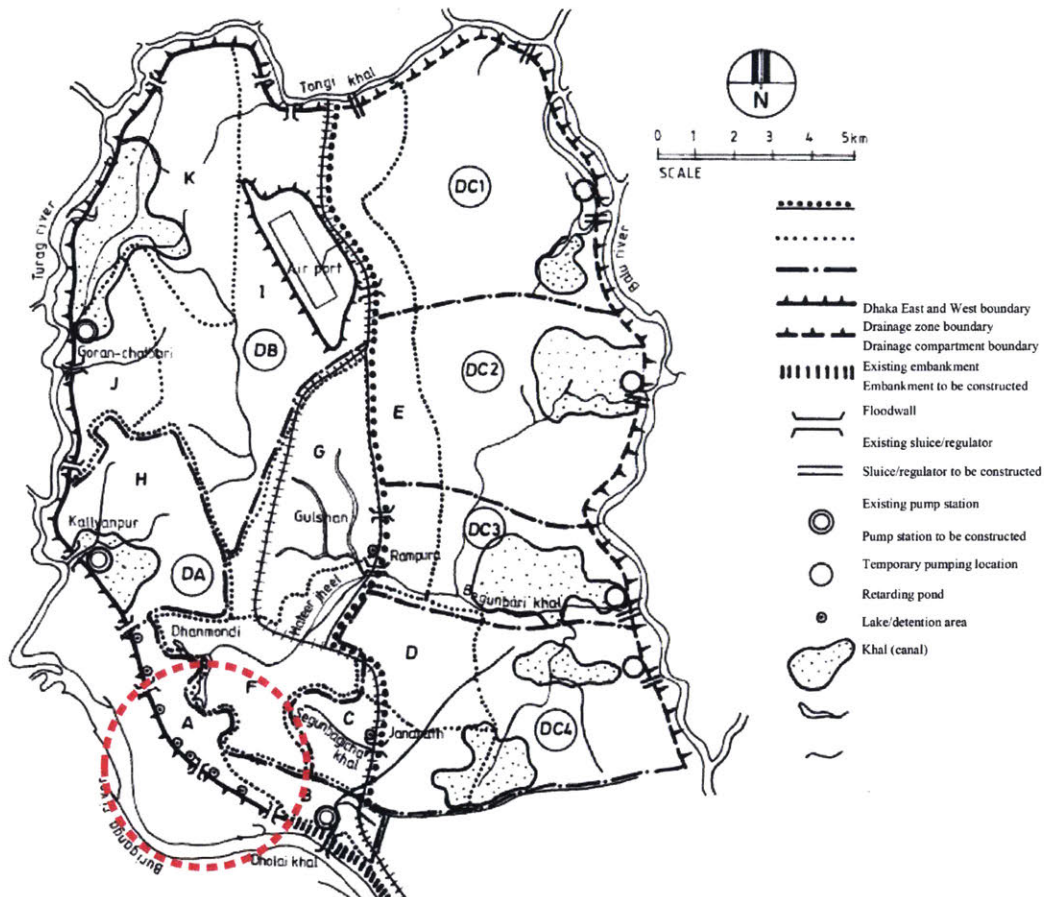 Tongi khal
N
0 1 2 3 4 5km
SCALE
K
DC1
Turag river
Air port
Balu river
I
DB
Goran-chatbari
J
DC2
E
G
H
Gulshan
DC3
Kallyanpur
Rampura
DA
Begunbari khal
Hateer jheel
Dhanmondi
D
F
A
C
Segunbagicha khal
Janapath
DC4
B
Buriganga
Dholai khal
Dhaka East and West boundary
Drainage zone boundary
Drainage compartment boundary
Existing embankment
Embankment to be constructed
Floodwall
Existing sluice/regulator
Sluice/regulator to be constructed
Existing pump station
Pump station to be constructed
Temporary pumping location
Retarding pond
Lake/detention area
Khal (canal)